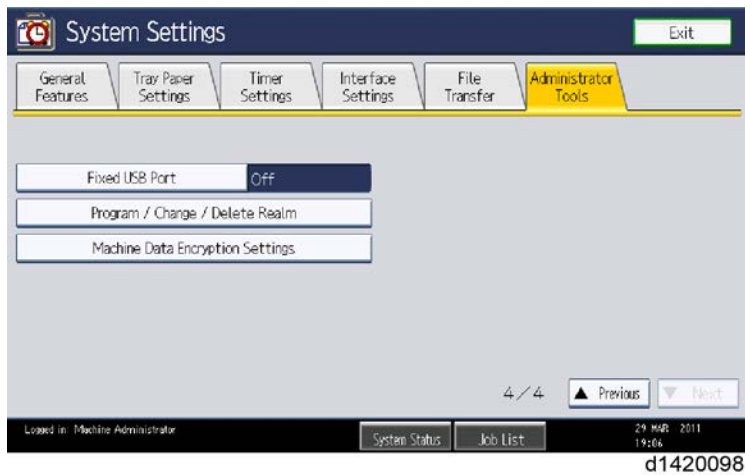 System Settings
Exit
General Features
Tray Paper Settings
Timer Settings
Interface Settings
File Transfer
Administrator Tools
Fixed USB Port Off
Program / Change / Delete Realm
Machine Data Encryption Settings
4/4 ▲ Previous ▼ Next
Logged in: Machine Administrator
System Status Job List
29 MAR 2011
19:06
d1420098